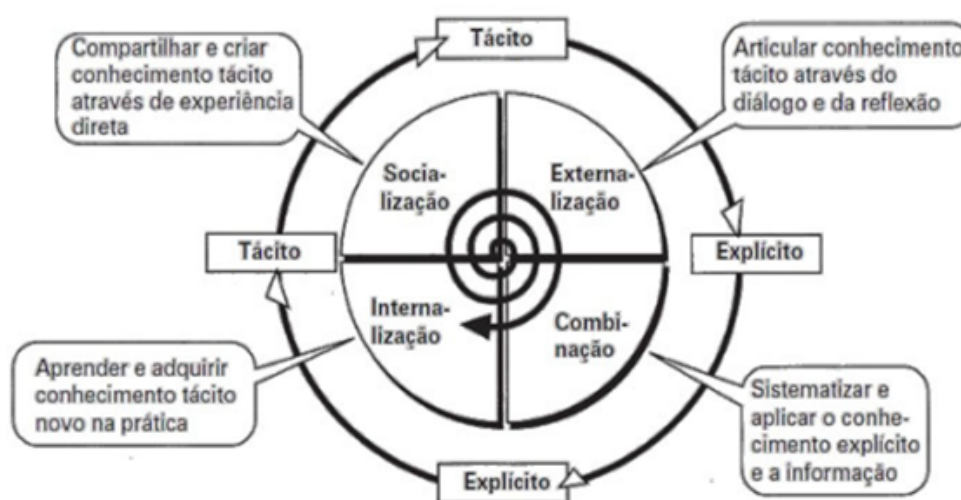 Tácito
Compartilhar e criar
conhecimento tácito
através de experiência
direta
Articular conhecimento
tácito através do
diálogo e da reflexão
Socia-
lização
Externa-
lização
Tácito
Explícito
Interna-
lização
Combi-
nação
Aprender e adquirir
conhecimento tácito
novo na prática
Sistematizar e
aplicar o conhe-
cimento explícito
e a informação
Explícito